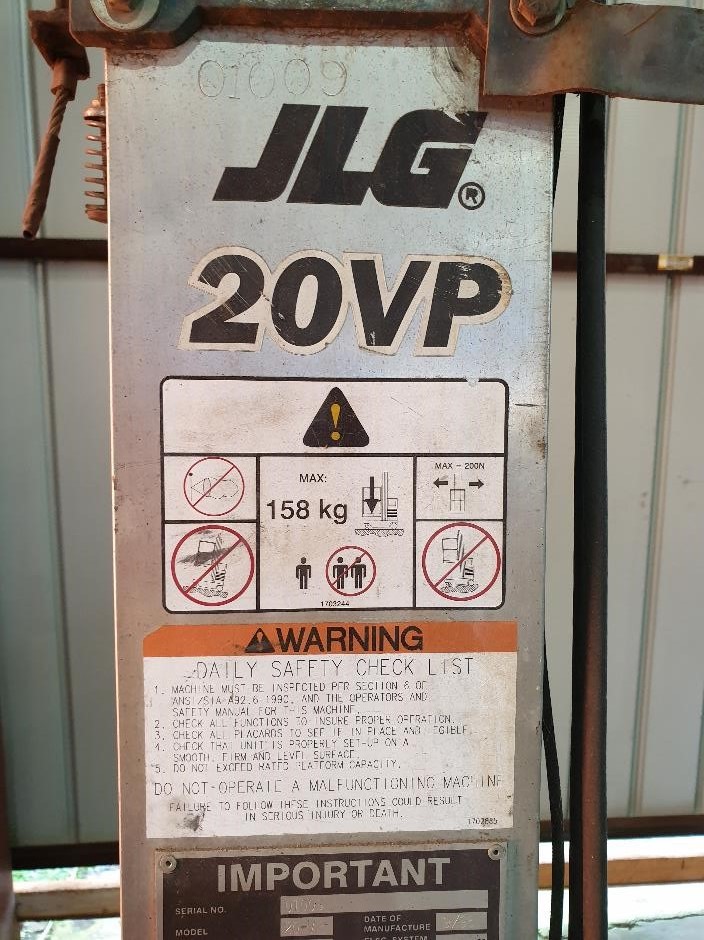 01009
JLG®
20VP
MAX:
158 kg
MAX - 200N
1703244
WARNING
DAILY SAFETY CHECK LIST
1. MACHINE MUST BE INSPECTED PER SECTION 6 OF
ANSI/SIA A92.6 1990, AND THE OPERATORS AND
SAFETY MANUAL FOR THIS MACHINE.
2. CHECK ALL FUNCTIONS TO INSURE PROPER OPERATION.
3. CHECK ALL PLACARDS TO SEE IF IN PLACE AND LEGIBLE.
4. CHECK THAT UNIT IS PROPERLY SET-UP ON A
SMOOTH, FIRM AND LEVEL SURFACE.
5. DO NOT EXCEED RATED PLATFORM CAPACITY.
DO NOT OPERATE A MALFUNCTIONING MACHINE
FAILURE TO FOLLOW THESE INSTRUCTIONS COULD RESULT
IN SERIOUS INJURY OR DEATH.
1702685
IMPORTANT
SERIAL NO.
MODEL
DATE OF
MANUFACTURE
ELEC SYSTEM